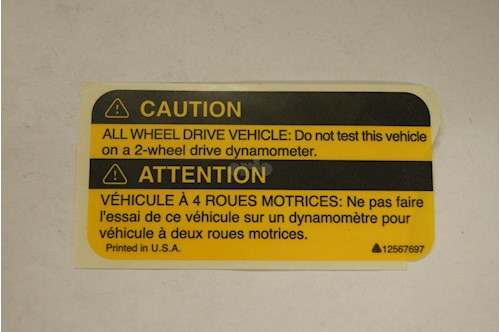 CAUTION
ALL WHEEL DRIVE VEHICLE: Do not test this vehicle
on a 2-wheel drive dynamometer.
ATTENTION
VÉHICULE À 4 ROUES MOTRICES: Ne pas faire
l'essai de ce véhicule sur un dynamomètre pour
véhicule à deux roues motrices.
Printed in U.S.A. 12567697